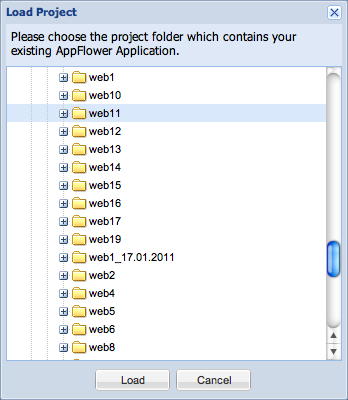 Load Project
Please choose the project folder which contains your
existing AppFlower Application.
web1
web10
web11
web12
web13
web14
web15
web16
web17
web19
web1_17.01.2011
web2
web4
web5
web6
web8
Load Cancel